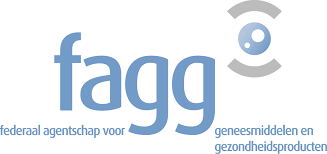 fagg
federaal agentschap voor geneesmiddelen en
gezondheidsproducten